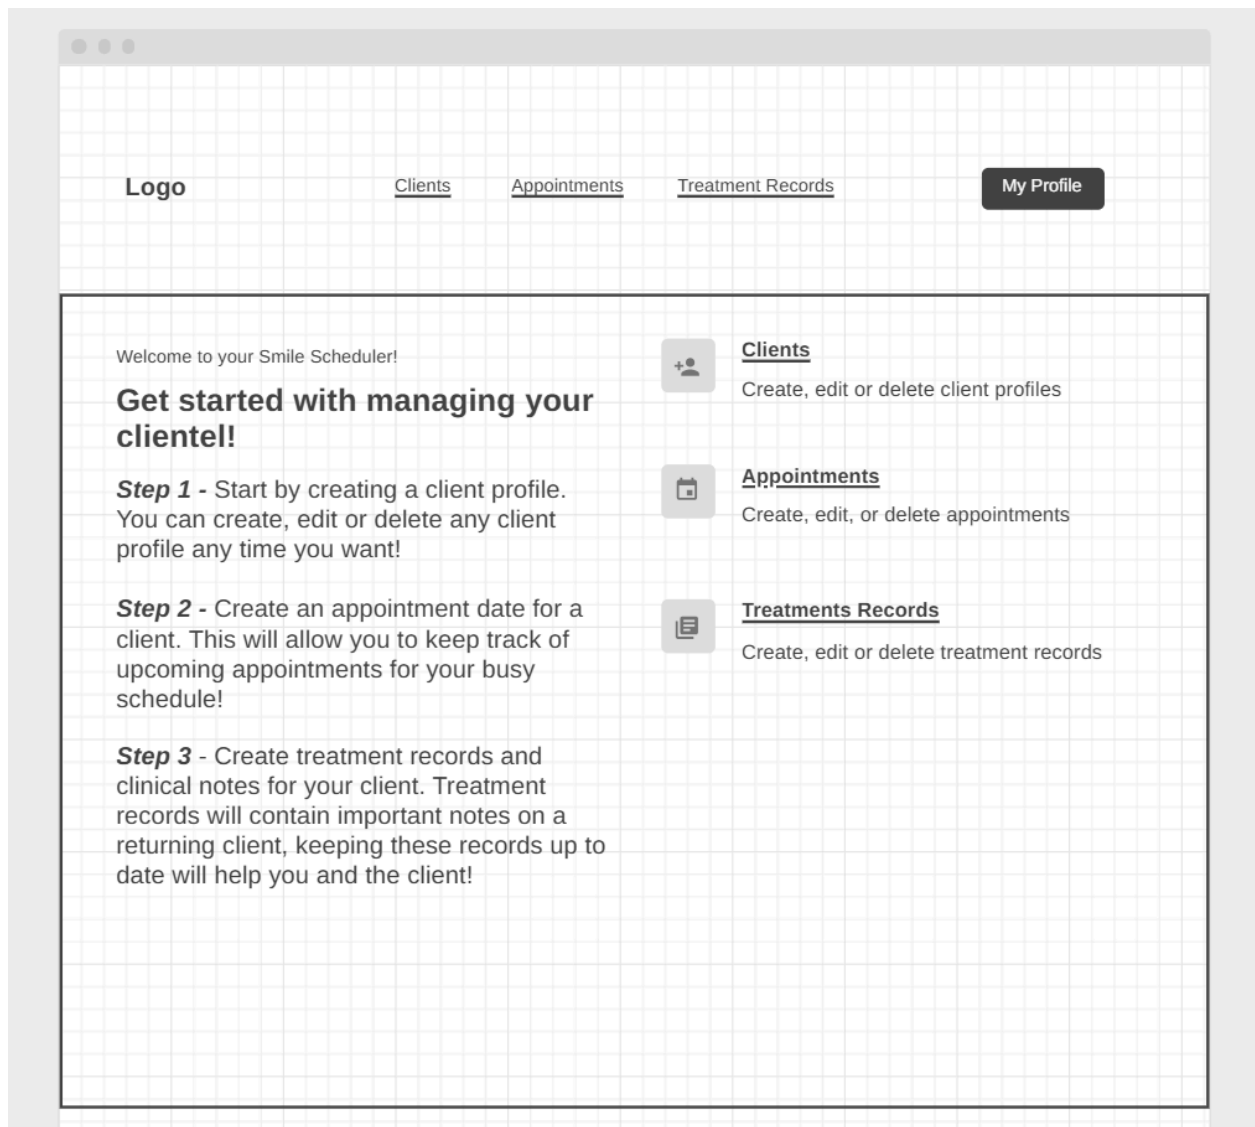 Logo
Clients
Appointments
Treatment Records
My Profile
Welcome to your Smile Scheduler!
Get started with managing your
clientel!
Step 1 - Start by creating a client profile.
You can create, edit or delete any client
profile any time you want!
Step 2 - Create an appointment date for a
client. This will allow you to keep track of
upcoming appointments for your busy
schedule!
Step 3 - Create treatment records and
clinical notes for your client. Treatment
records will contain important notes on a
returning client, keeping these records up to
date will help you and the client!
Clients
Create, edit or delete client profiles
Appointments
Create, edit, or delete appointments
Treatments Records
Create, edit or delete treatment records